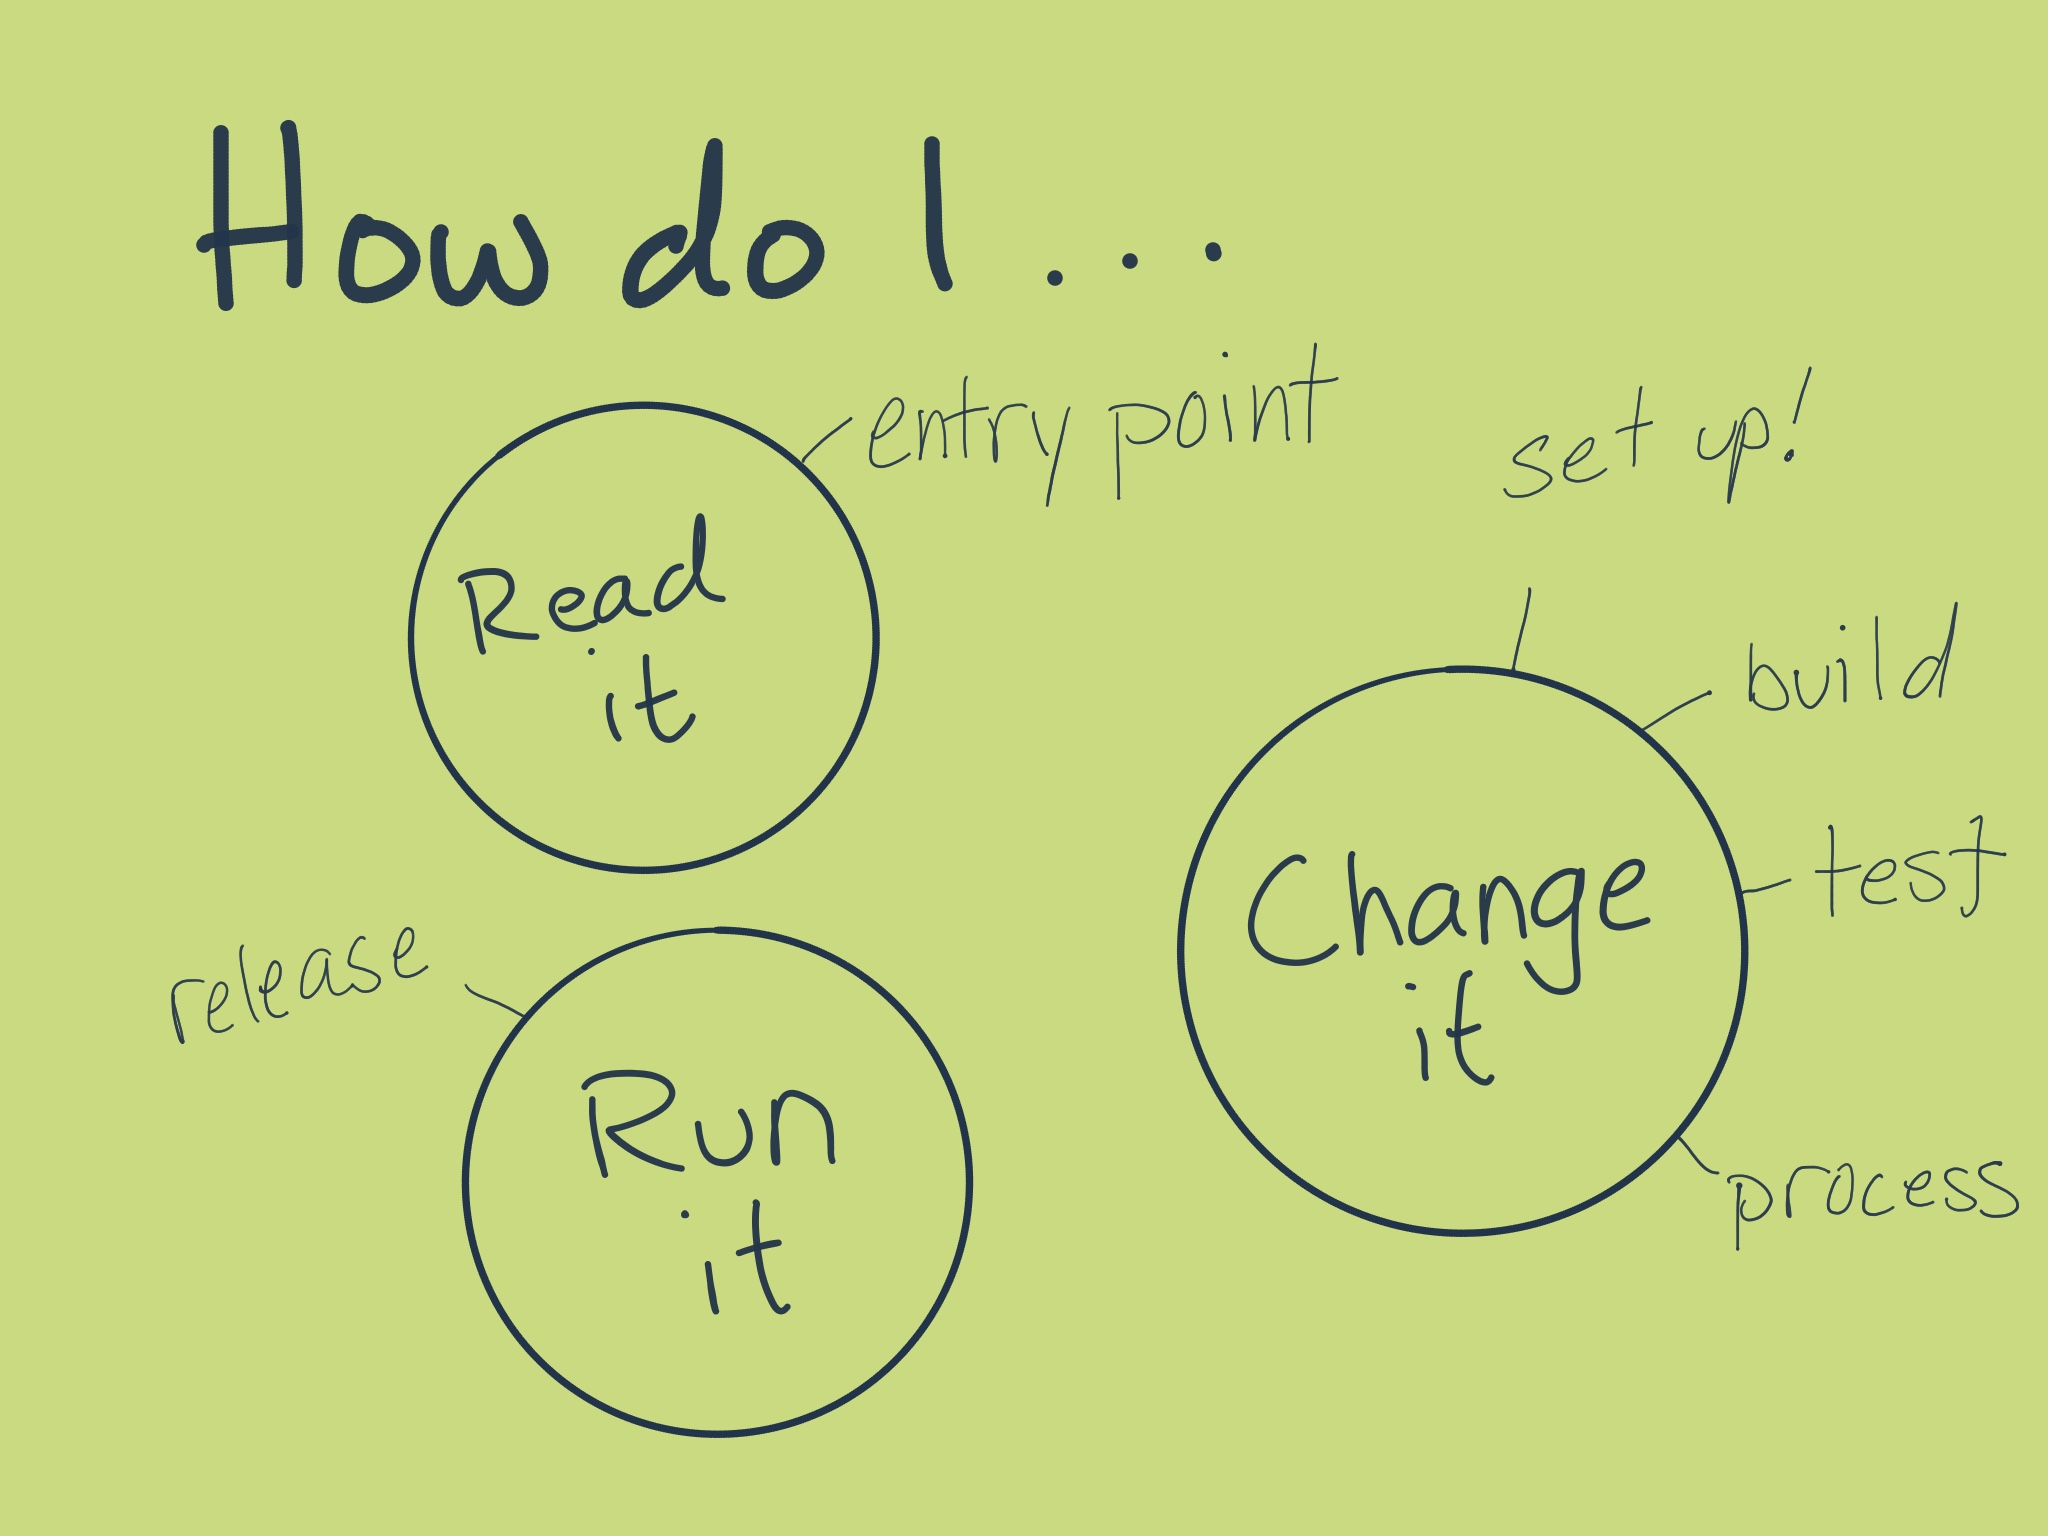 How do I...
entry point
Read
it
set up!
build
test
Change
it
process
release
Run
it